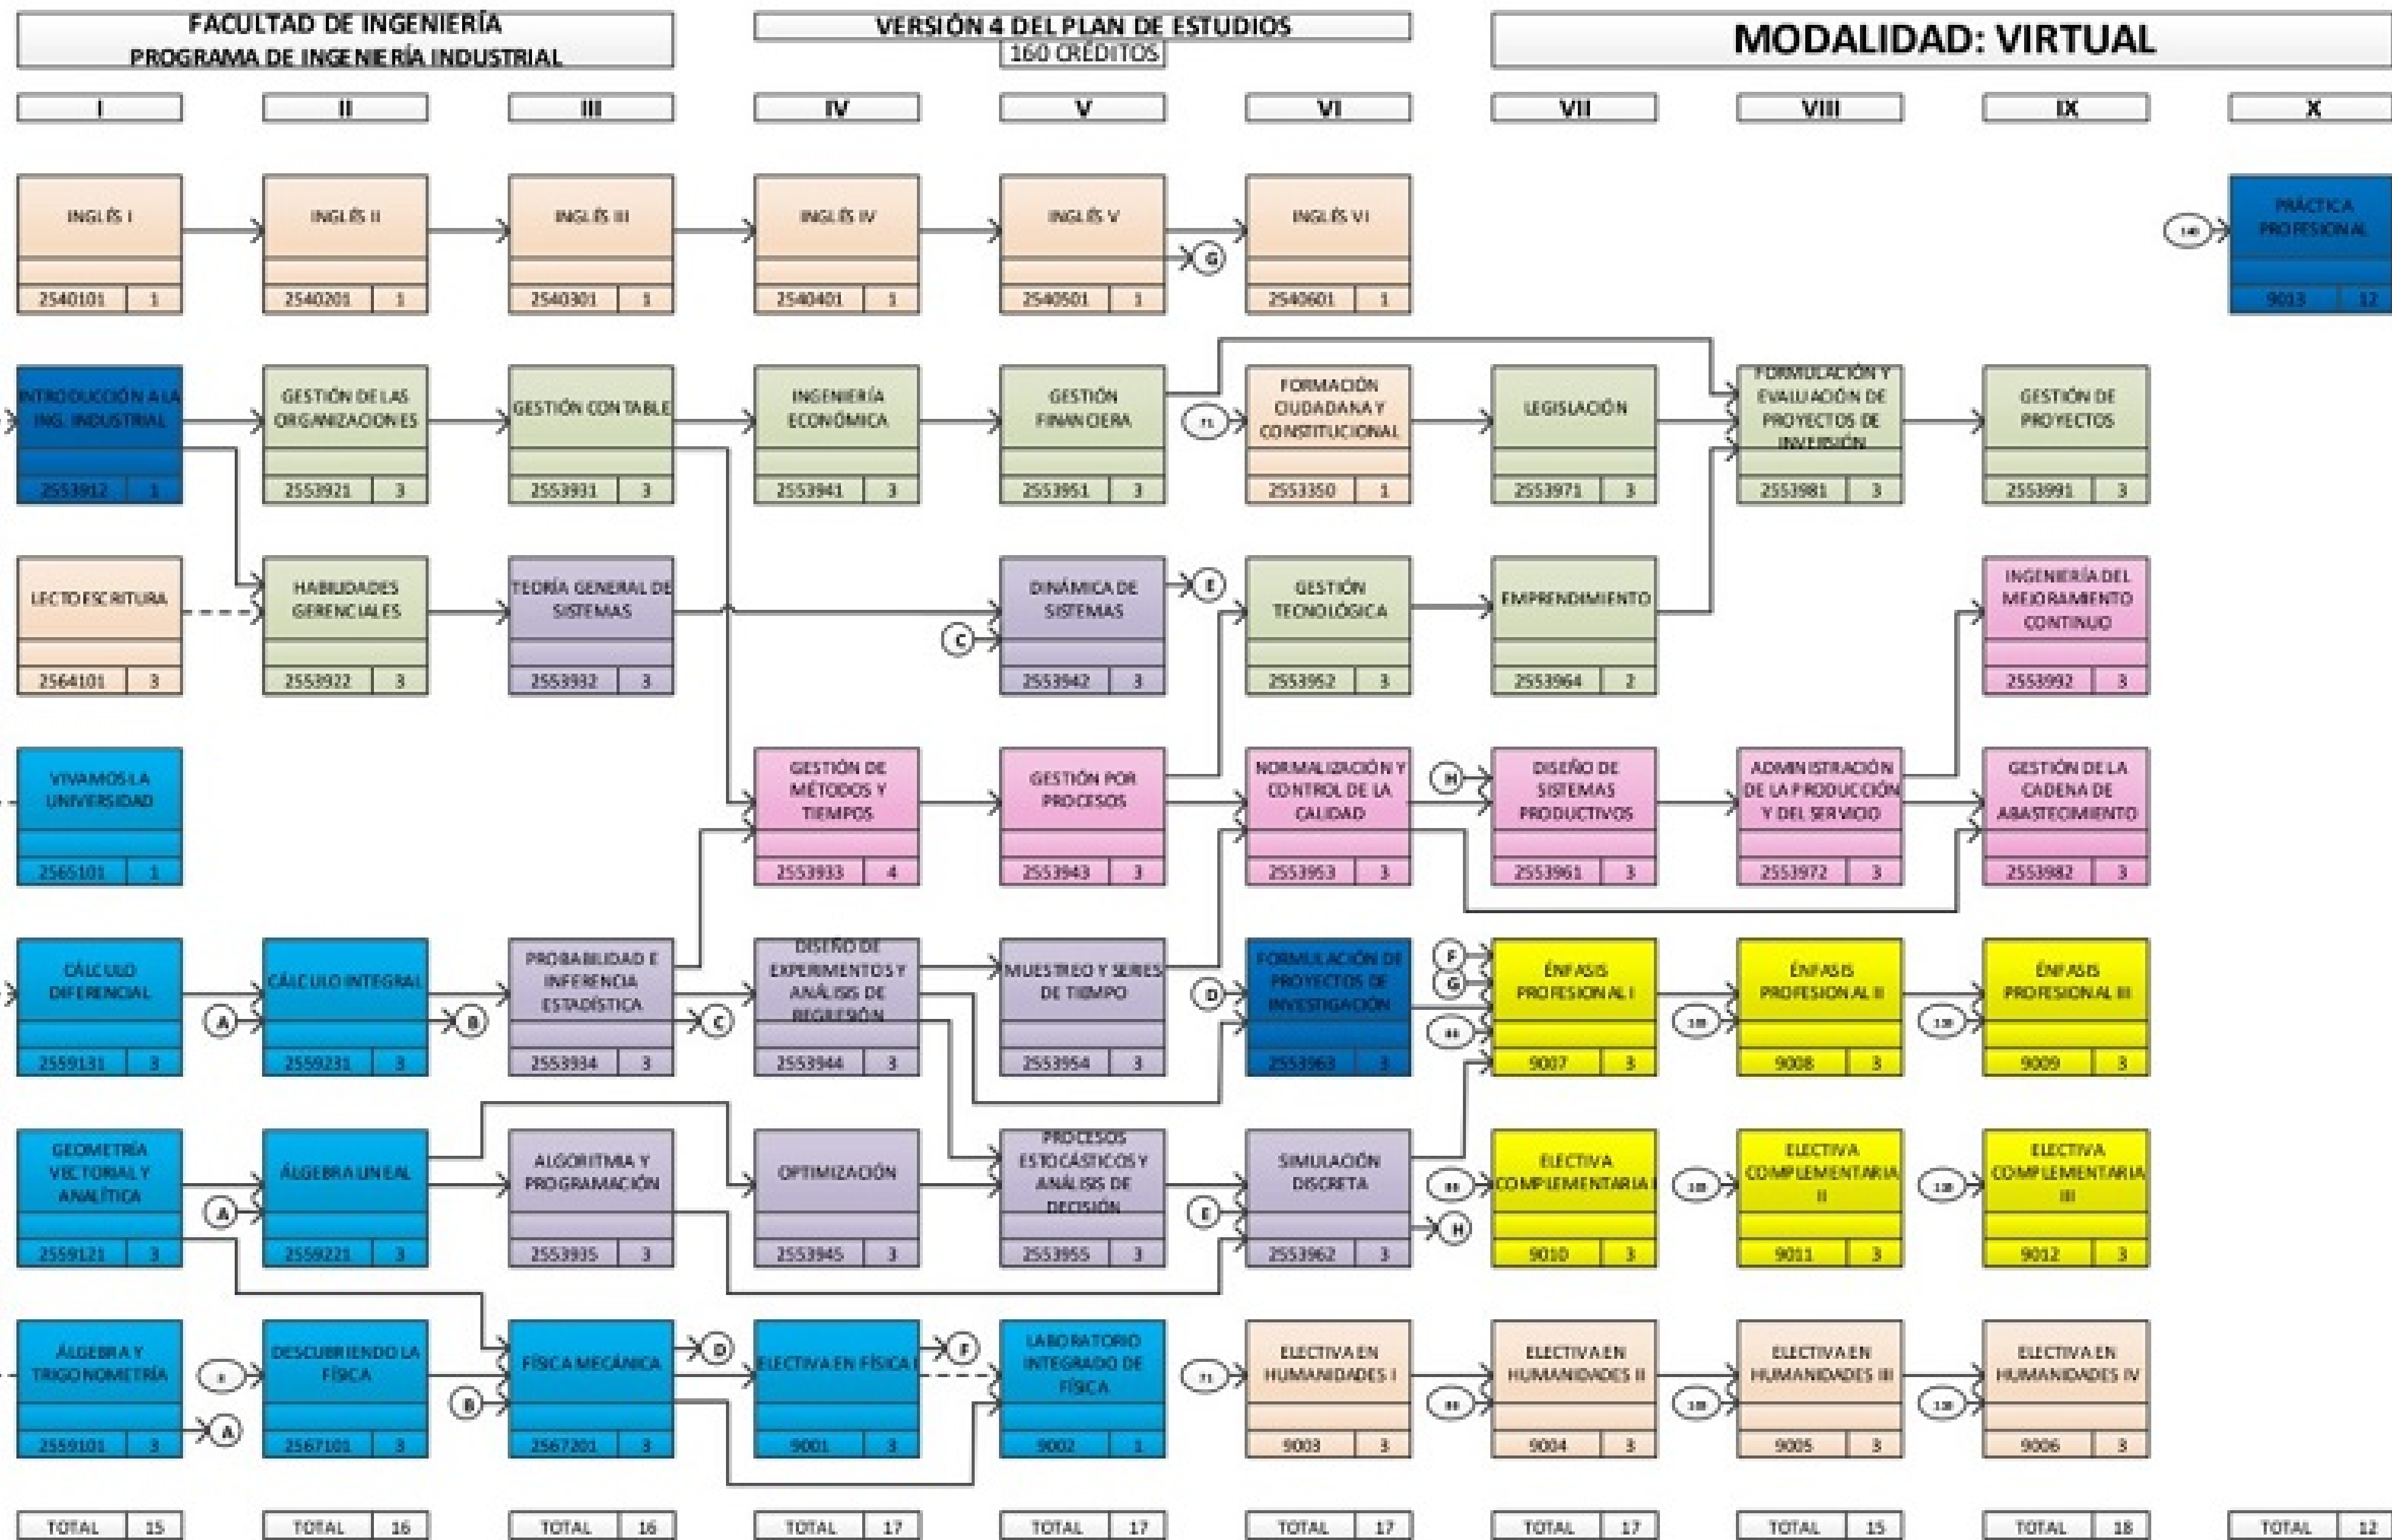 FACULTAD DE INGENIERÍA
PROGRAMA DE INGENIERÍA INDUSTRIAL
VERSIÓN 4 DEL PLAN DE ESTUDIOS
160 CRÉDITOS
MODALIDAD: VIRTUAL
I II III IV V VI VII VIII IX X
INGLÉS I
2540101 1
INGLÉS II
2540201 1
INGLÉS III
2540301 1
INGLÉS IV
2540401 1
INGLÉS V
2540501 1
G
INGLÉS VI
2540601 1
140
PRÁCTICA
PROFESIONAL
9013 12
INTRODUCCIÓN A LA
ING. INDUSTRIAL
2553912 1
GESTIÓN DE LAS
ORGANIZACIONES
2553921 3
GESTIÓN CONTABLE
2553931 3
INGENIERÍA
ECONÓMICA
2553941 3
GESTIÓN
FINANCIERA
2553951 3
71
FORMACIÓN
CIUDADANA Y
CONSTITUCIONAL
2553350 1
LEGISLACIÓN
2553971 3
FORMULACIÓN Y
EVALUACIÓN DE
PROYECTOS DE
INVERSIÓN
2553981 3
GESTIÓN DE
PROYECTOS
2553991 3
LECTOESCRITURA
2564101 3
HABILIDADES
GERENCIALES
2553922 3
TEORÍA GENERAL DE
SISTEMAS
2553932 3
C
DINÁMICA DE
SISTEMAS
2553942 3
E
GESTIÓN
TECNOLÓGICA
2553952 3
EMPRENDIMIENTO
2553964 2
INGENIERÍA DEL
MEJORAMIENTO
CONTINUO
2553992 3
VIVAMOS LA
UNIVERSIDAD
2565101 1
GESTIÓN DE
MÉTODOS Y
TIEMPOS
2553933 4
GESTIÓN POR
PROCESOS
2553943 3
NORMALIZACIÓN Y
CONTROL DE LA
CALIDAD
2553953 3
H
DISEÑO DE
SISTEMAS
PRODUCTIVOS
2553961 3
ADMINISTRACIÓN
DE LA PRODUCCIÓN
Y DEL SERVICIO
2553972 3
GESTIÓN DE LA
CADENA DE
ABASTECIMIENTO
2553982 3
CÁLCULO
DIFERENCIAL
2559131 3
A
CÁLCULO INTEGRAL
2559231 3
B
PROBABILIDAD E
INFERENCIA
ESTADÍSTICA
2553934 3
C
DISEÑO DE
EXPERIMENTOS Y
ANÁLISIS DE
REGRESIÓN
2553944 3
MUESTREO Y SERIES
DE TIEMPO
2553954 3
D
FORMULACIÓN DE
PROYECTOS DE
INVESTIGACIÓN
2553963 3
F
G
ÉNFASIS
PROFESIONAL I
9007 3
ÉNFASIS
PROFESIONAL II
9008 3
ÉNFASIS
PROFESIONAL III
9009 3
GEOMETRÍA
VECTORIAL Y
ANALÍTICA
2559121 3
A
ÁLGEBRA LINEAL
2559221 3
ALGORITMIA Y
PROGRAMACIÓN
2553935 3
OPTIMIZACIÓN
2553945 3
PROCESOS
ESTOCÁSTICOS Y
ANÁLISIS DE
DECISIÓN
2553955 3
E
SIMULACIÓN
DISCRETA
2553962 3
H
ELECTIVA
COMPLEMENTARIA I
9010 3
ELECTIVA
COMPLEMENTARIA
II
9011 3
ELECTIVA
COMPLEMENTARIA
III
9012 3
ÁLGEBRA Y
TRIGONOMETRÍA
2559101 3
A
DESCUBRIENDO LA
FÍSICA
2567101 3
B
FÍSICA MECÁNICA
2567201 3
D
ELECTIVA EN FÍSICA I
9001 3
F
LABORATORIO
INTEGRADO DE
FÍSICA
9002 1
71
ELECTIVA EN
HUMANIDADES I
9003 3
ELECTIVA EN
HUMANIDADES II
9004 3
ELECTIVA EN
HUMANIDADES III
9005 3
ELECTIVA EN
HUMANIDADES IV
9006 3
TOTAL 15
TOTAL 16
TOTAL 16
TOTAL 17
TOTAL 17
TOTAL 17
TOTAL 17
TOTAL 15
TOTAL 18
TOTAL 12